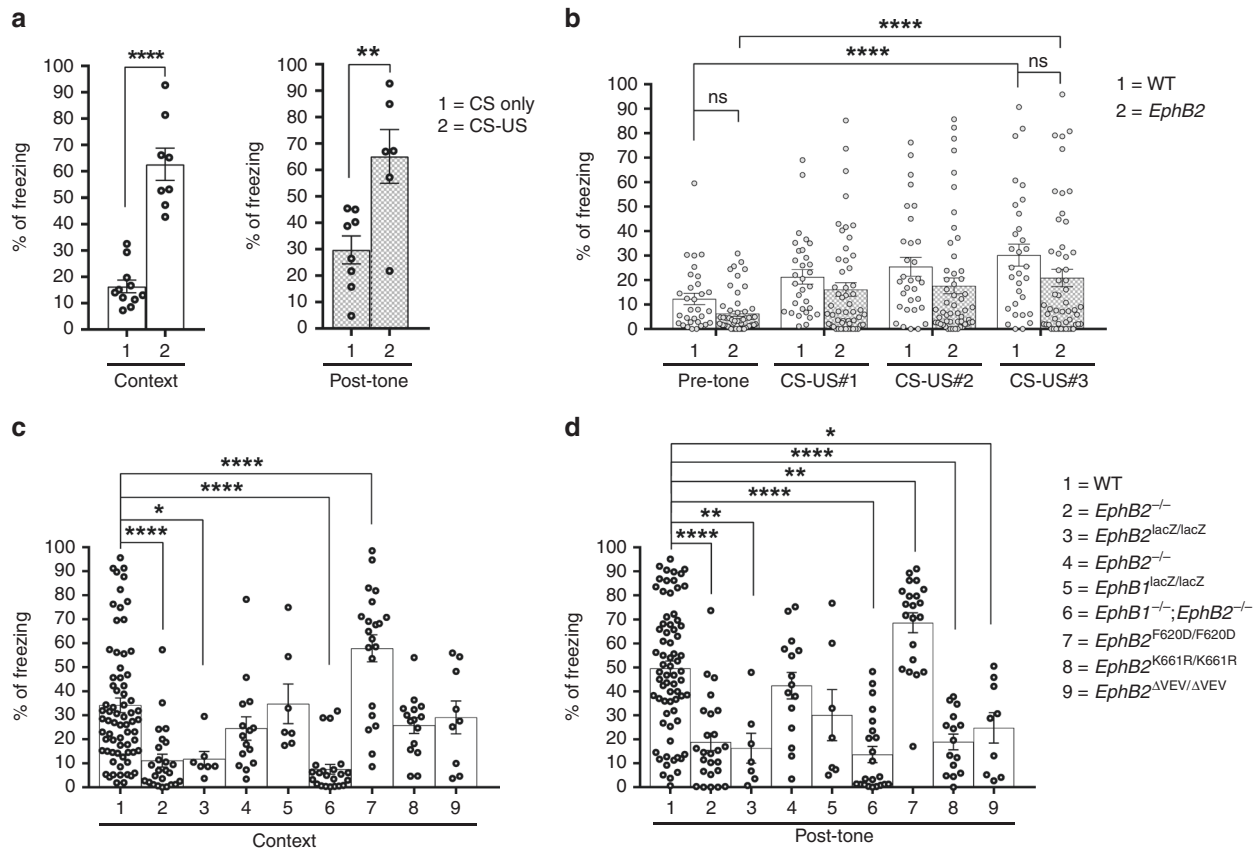 a
% of freezing
100
90
80
70
60
50
40
30
20
10
0
****
1 2
Context
% of freezing
100
90
80
70
60
50
40
30
20
10
0
**
1 2
Post-tone
1 = CS only
2 = CS-US
b
% of freezing
100
90
80
70
60
50
40
30
20
10
0
****
****
ns
ns
1 2 1 2 1 2 1 2
Pre-tone CS-US#1 CS-US#2 CS-US#3
1 = WT
2 = EphB2
c
% of freezing
100
90
80
70
60
50
40
30
20
10
0
****
****
*
****
1 2 3 4 5 6 7 8 9
Context
d
% of freezing
100
90
80
70
60
50
40
30
20
10
0
*
****
**
****
**
****
1 2 3 4 5 6 7 8 9
Post-tone
1 = WT
2 = EphB2–/–
3 = EphB2lacZ/lacZ
4 = EphB2–/–
5 = EphB1lacZ/lacZ
6 = EphB1–/–;EphB2–/–
7 = EphB2F620D/F620D
8 = EphB2K661R/K661R
9 = EphB2ΔVEV/ΔVEV